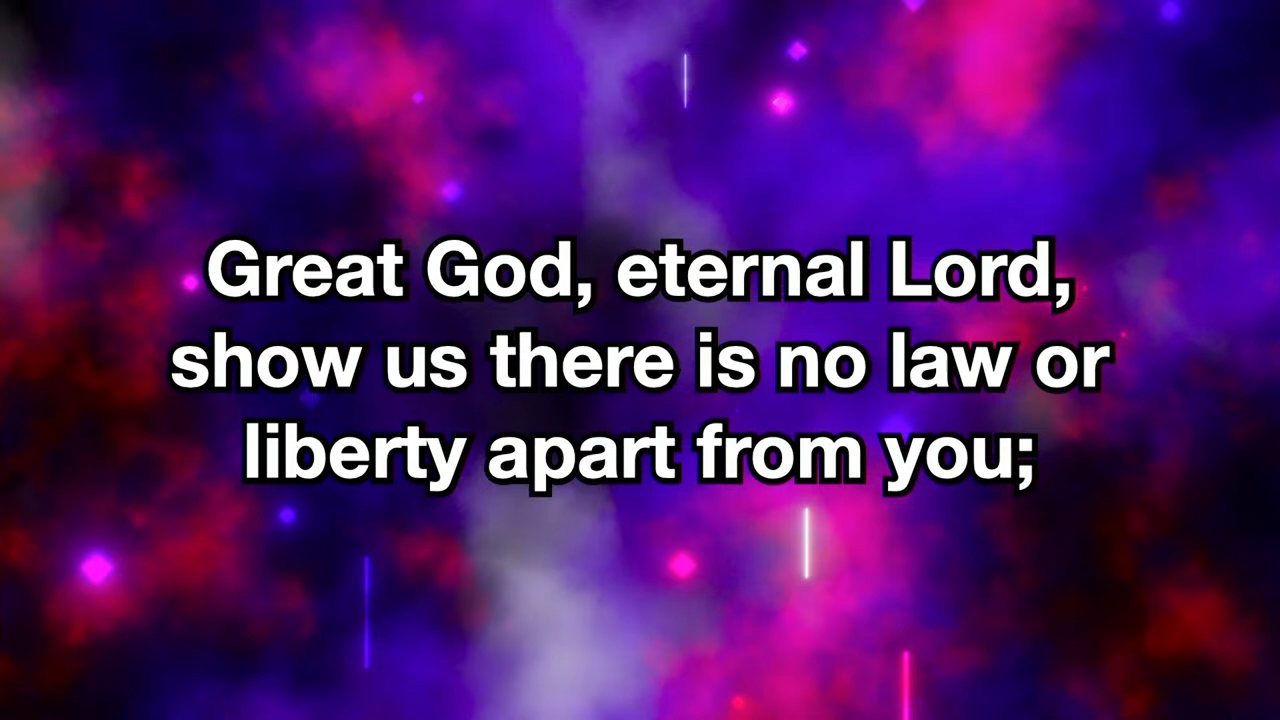 Great God, eternal Lord,
show us there is no law or
liberty apart from you;